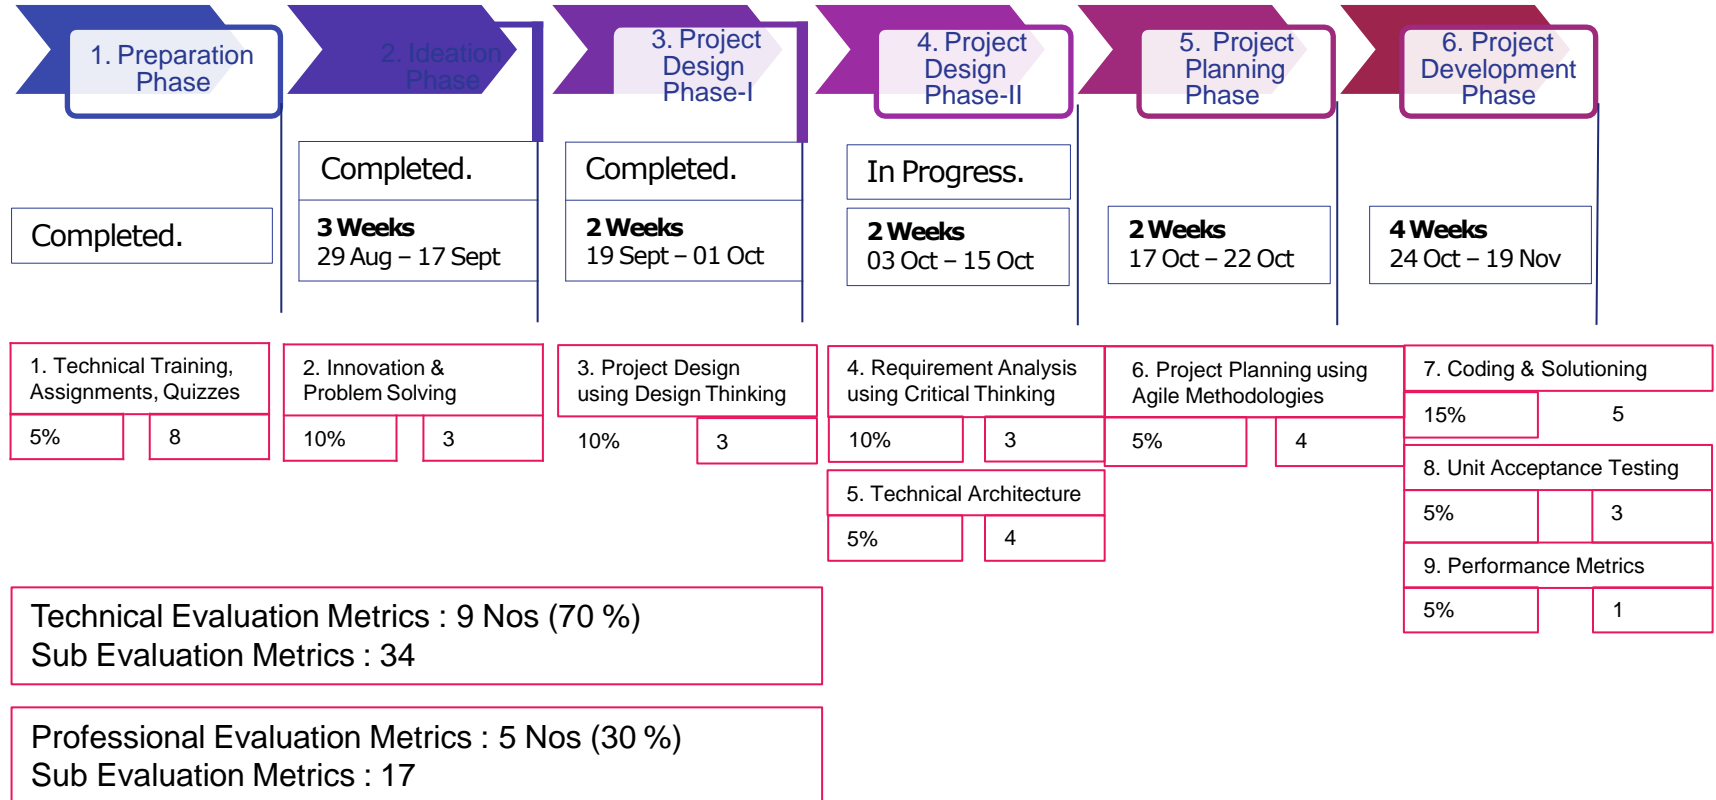 1. Preparation
Phase
2. Ideation
Phase
3. Project
Design
Phase-I
4. Project
Design
Phase-II
5. Project
Planning
Phase
6. Project
Development
Phase
Completed.
Completed.
3 Weeks
29 Aug – 17 Sept
Completed.
2 Weeks
19 Sept – 01 Oct
In Progress.
2 Weeks
03 Oct – 15 Oct
2 Weeks
17 Oct – 22 Oct
4 Weeks
24 Oct – 19 Nov
1. Technical Training,
Assignments, Quizzes
5% 8
2. Innovation &
Problem Solving
10% 3
3. Project Design
using Design Thinking
10% 3
4. Requirement Analysis
using Critical Thinking
10% 3
5. Technical Architecture
5% 4
6. Project Planning using
Agile Methodologies
5% 4
7. Coding & Solutioning
15% 5
8. Unit Acceptance Testing
5% 3
9. Performance Metrics
5% 1
Technical Evaluation Metrics : 9 Nos (70 %)
Sub Evaluation Metrics : 34
Professional Evaluation Metrics : 5 Nos (30 %)
Sub Evaluation Metrics : 17